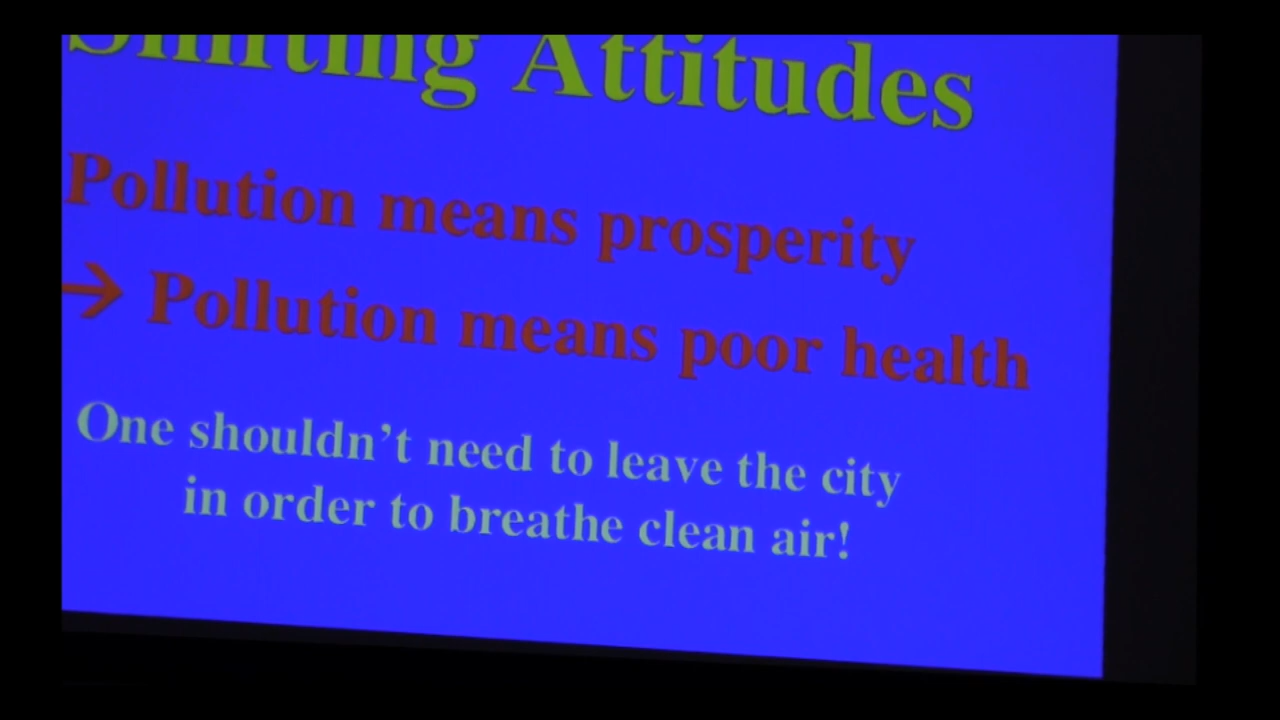 Shifting Attitudes
Pollution means prosperity
→ Pollution means poor health
One shouldn't need to leave the city
in order to breathe clean air!